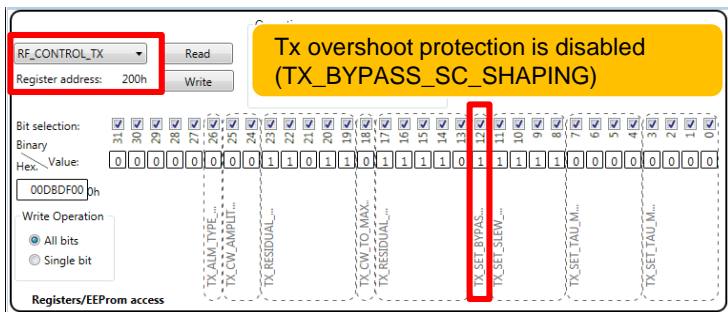 Tx overshoot protection is disabled
(TX_BYPASS_SC_SHAPING)
RF_CONTROL_TX
Read
Register address: 200h
Write
Bit selection:
Binary
31 30 29 28 27 26 25 24 23 22 21 20 19 18 17 16 15 14 13 12 11 10 9 8 7 6 5 4 3 2 1 0
Hex. Value:
0 0 0 0 0 0 0 0 1 1 0 1 1 0 1 1 1 1 0 1 1 1 1 1 0 0 0 0 0 0 0 0
00DBDF00 0h
Write Operation
All bits
Single bit
TX_ALM_TYPE_...
TX_CW_AMPLIT...
TX_RESIDUAL_...
TX_CW_TO_MAX...
TX_RESIDUAL_...
TX_SET_BYPAS...
TX_SET_SLEW_...
TX_SET_TAU_M...
TX_SET_TAU_M...
Registers/EEProm access